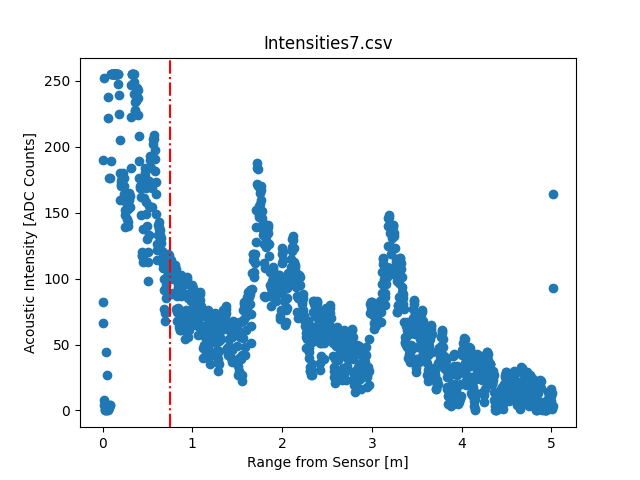 Intensities7.csv
250
200
150
100
50
0
Acoustic Intensity [ADC Counts]
0 1 2 3 4 5
Range from Sensor [m]